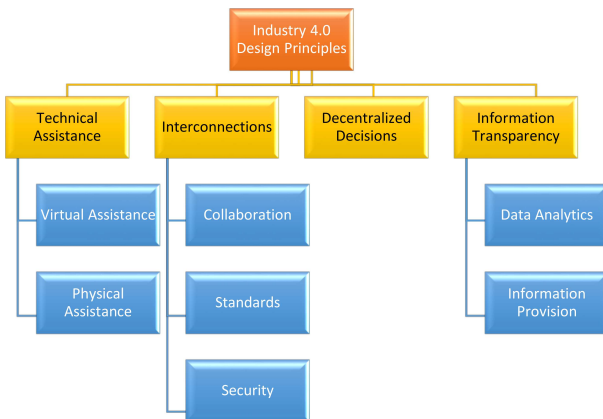 Industry 4.0
Design Principles
Technical
Assistance
Interconnections
Decentralized
Decisions
Information
Transparency
Virtual Assistance
Collaboration
Data Analytics
Physical
Assistance
Standards
Information
Provision
Security